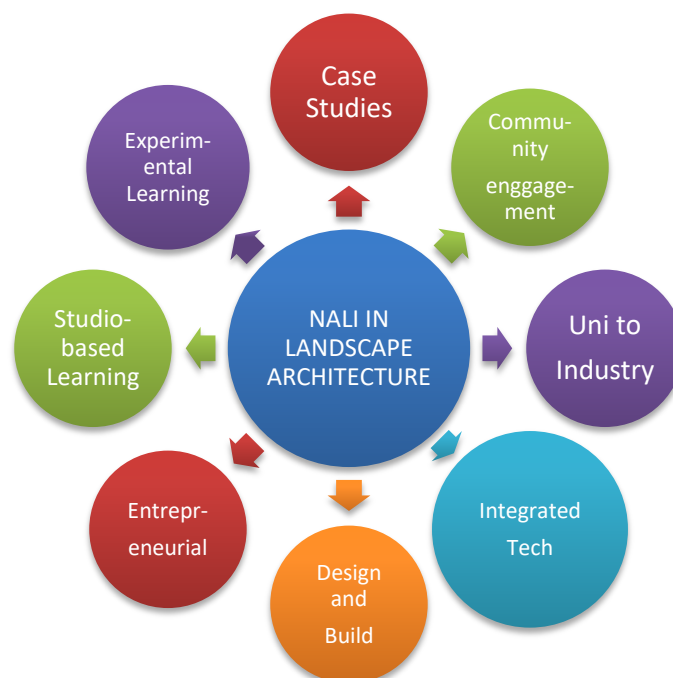 Case
Studies
Commu-
nity
enggage-
ment
Uni to
Industry
Integrated
Tech
Design
and
Build
Entrepr-
eneurial
Studio-
based
Learning
Experim-
ental
Learning
NALI IN
LANDSCAPE
ARCHITECTURE